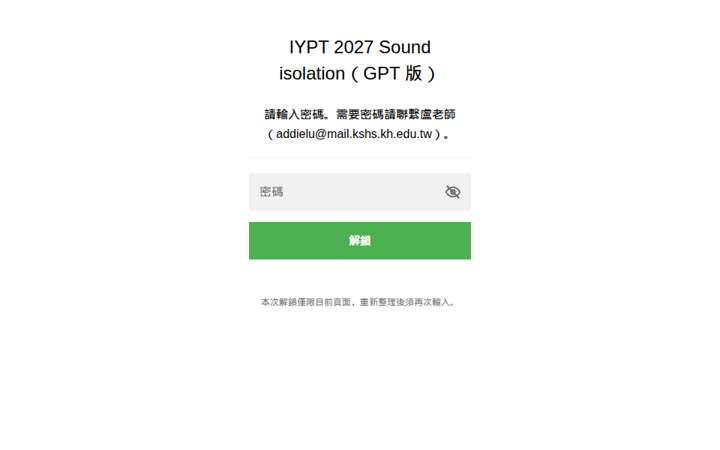 IYPT 2027 Sound
isolation（GPT 版）
請輸入密碼。需要密碼請聯繫盧老師
（addielu@mail.kshs.kh.edu.tw）。
密碼
解鎖
本次解鎖僅限目前頁面，重新整理後須再次輸入。